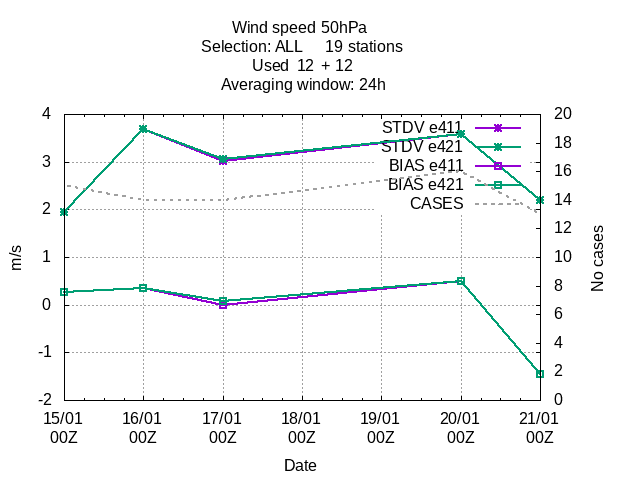 Wind speed 50hPa
Selection: ALL 19 stations
Used 12 + 12
Averaging window: 24h
4
3
2
1
0
-1
-2
m/s
20
18
16
14
12
10
8
6
4
2
0
No cases
STDV e411
STDV e421
BIAS e411
BIAS e421
CASES
15/01 16/01 17/01 18/01 19/01 20/01 21/01
00Z 00Z 00Z 00Z 00Z 00Z 00Z
Date